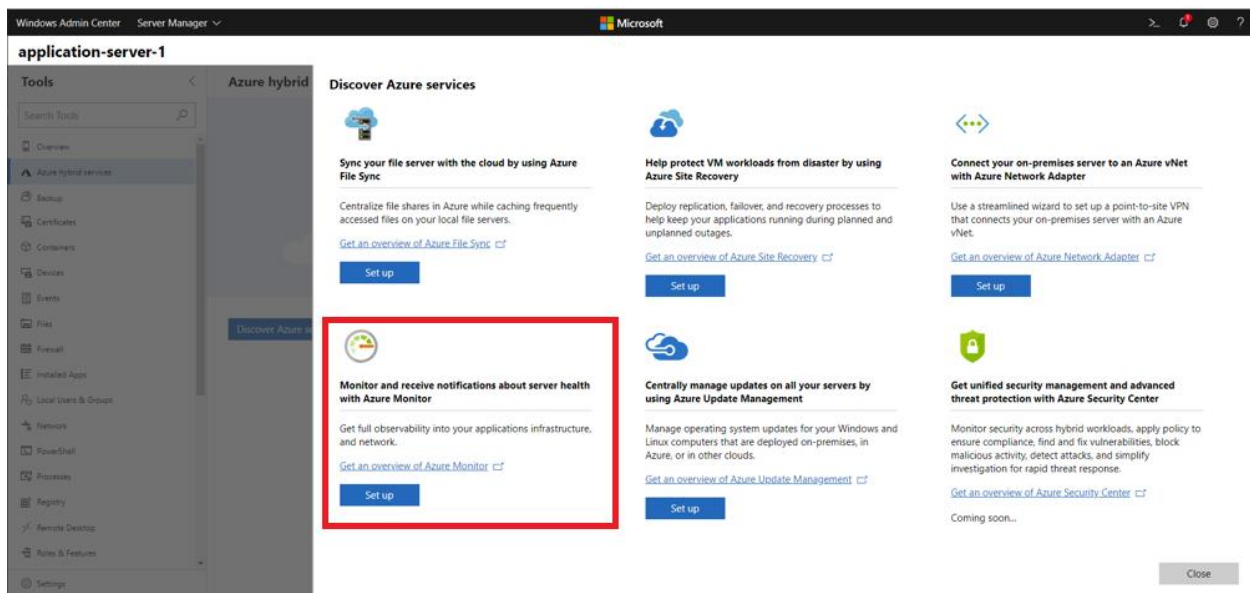 Windows Admin Center Server Manager
Microsoft
application-server-1
Tools
Search Tools
Overview
Azure hybrid services
Backup
Certificates
Containers
Devices
Events
Files
Firewall
Installed Apps
Local Users & Groups
Network
PowerShell
Processes
Registry
Remote Desktop
Roles & Features
Settings
Azure hybrid
Discover Azure se
Discover Azure services
Sync your file server with the cloud by using Azure
File Sync
Centralize file shares in Azure while caching frequently
accessed files on your local file servers.
Get an overview of Azure File Sync
Set up
Help protect VM workloads from disaster by using
Azure Site Recovery
Deploy replication, failover, and recovery processes to
help keep your applications running during planned and
unplanned outages.
Get an overview of Azure Site Recovery
Set up
Connect your on-premises server to an Azure vNet
with Azure Network Adapter
Use a streamlined wizard to set up a point-to-site VPN
that connects your on-premises server with an Azure
vNet.
Get an overview of Azure Network Adapter
Set up
Monitor and receive notifications about server health
with Azure Monitor
Get full observability into your applications infrastructure,
and network.
Get an overview of Azure Monitor
Set up
Centrally manage updates on all your servers by
using Azure Update Management
Manage operating system updates for your Windows and
Linux computers that are deployed on-premises, in
Azure, or in other clouds.
Get an overview of Azure Update Management
Set up
Get unified security management and advanced
threat protection with Azure Security Center
Monitor security across hybrid workloads, apply policy to
ensure compliance, find and fix vulnerabilities, block
malicious activity, detect attacks, and simplify
investigation for rapid threat response.
Get an overview of Azure Security Center
Coming soon...
Close